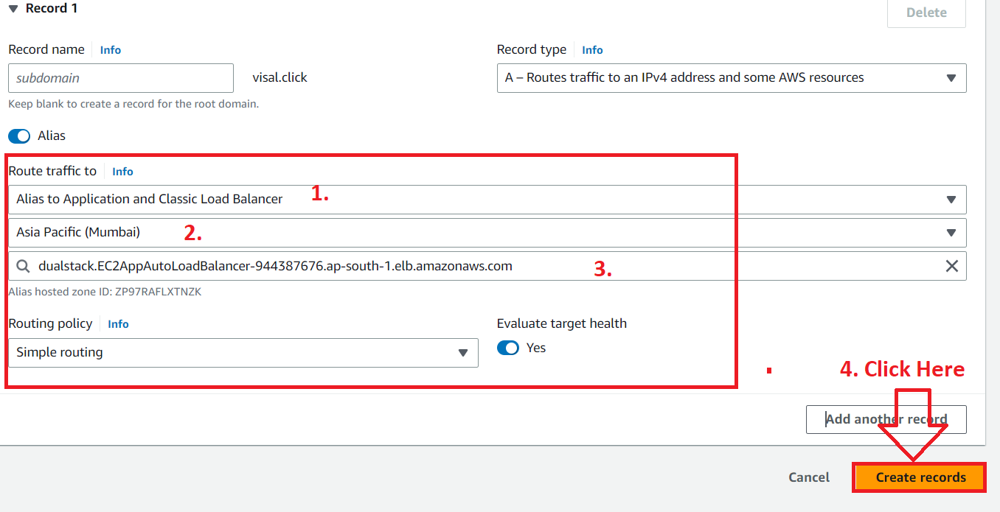 Record 1
Delete
Record name Info
Record type Info
subdomain visal.click
A – Routes traffic to an IPv4 address and some AWS resources
Keep blank to create a record for the root domain.
Alias
Route traffic to Info
Alias to Application and Classic Load Balancer 1.
Asia Pacific (Mumbai) 2.
dualstack.EC2AppAutoLoadBalancer-944387676.ap-south-1.elb.amazonaws.com 3.
Alias hosted zone ID: ZP97RAFLXTNZK
Routing policy Info
Evaluate target health
Simple routing
Yes
4. Click Here
Add another record
Cancel
Create records